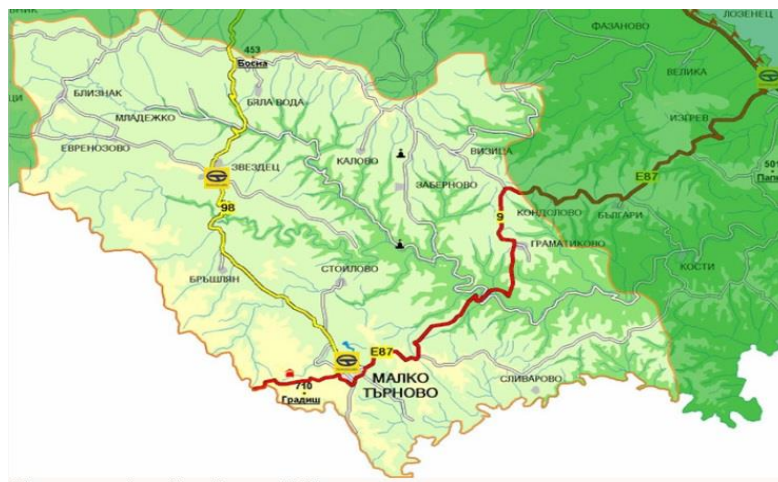 ЛОЗЕНЕЦ
ФАЗАНОВО
453
Босна
ВЕЛИКА
БЛИЗНАК
БЯЛА ВОДА
МЛАДЕЖКО
ИЗГРЕВ
ЕВРЕНОЗОВО
ВИЗИЦА
ЗВЕЗДЕЦ
КАЛОВО
ЗАБЕРНОВО
E87
98
9
КОНДОЛОВО
БЪЛГАРИ
ГРАМАТИКОВО
КОСТИ
СТОИЛОВО
БРЪШЛЯН
E87
МАЛКО
ТЪРНОВО
СЛИВАРОВО
710
Градиш